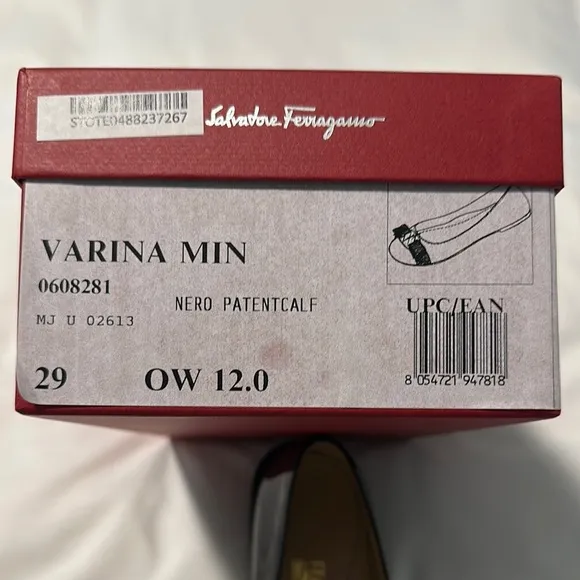 STOTE0488237267
Salvatore Ferragamo
VARINA MIN
0608281
NERO PATENTCALF
MJ U 02613
UPC/EAN
8 054721 947818
29 OW 12.0